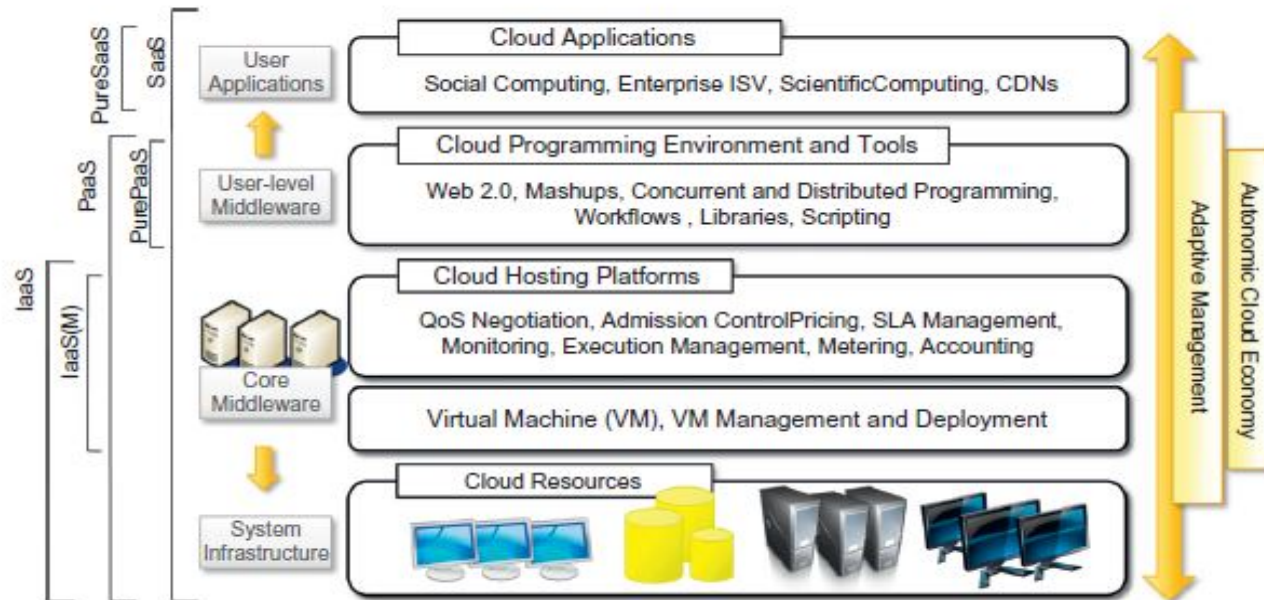 PureSaaS
SaaS
PaaS
PurePaaS
IaaS
IaaS(M)
User
Applications
Cloud Applications
Social Computing, Enterprise ISV, ScientificComputing, CDNs
User-level
Middleware
Cloud Programming Environment and Tools
Web 2.0, Mashups, Concurrent and Distributed Programming,
Workflows , Libraries, Scripting
Cloud Hosting Platforms
QoS Negotiation, Admission ControlPricing, SLA Management,
Monitoring, Execution Management, Metering, Accounting
Core
Middleware
Virtual Machine (VM), VM Management and Deployment
Cloud Resources
System
Infrastructure
Adaptive Management
Autonomic Cloud Economy